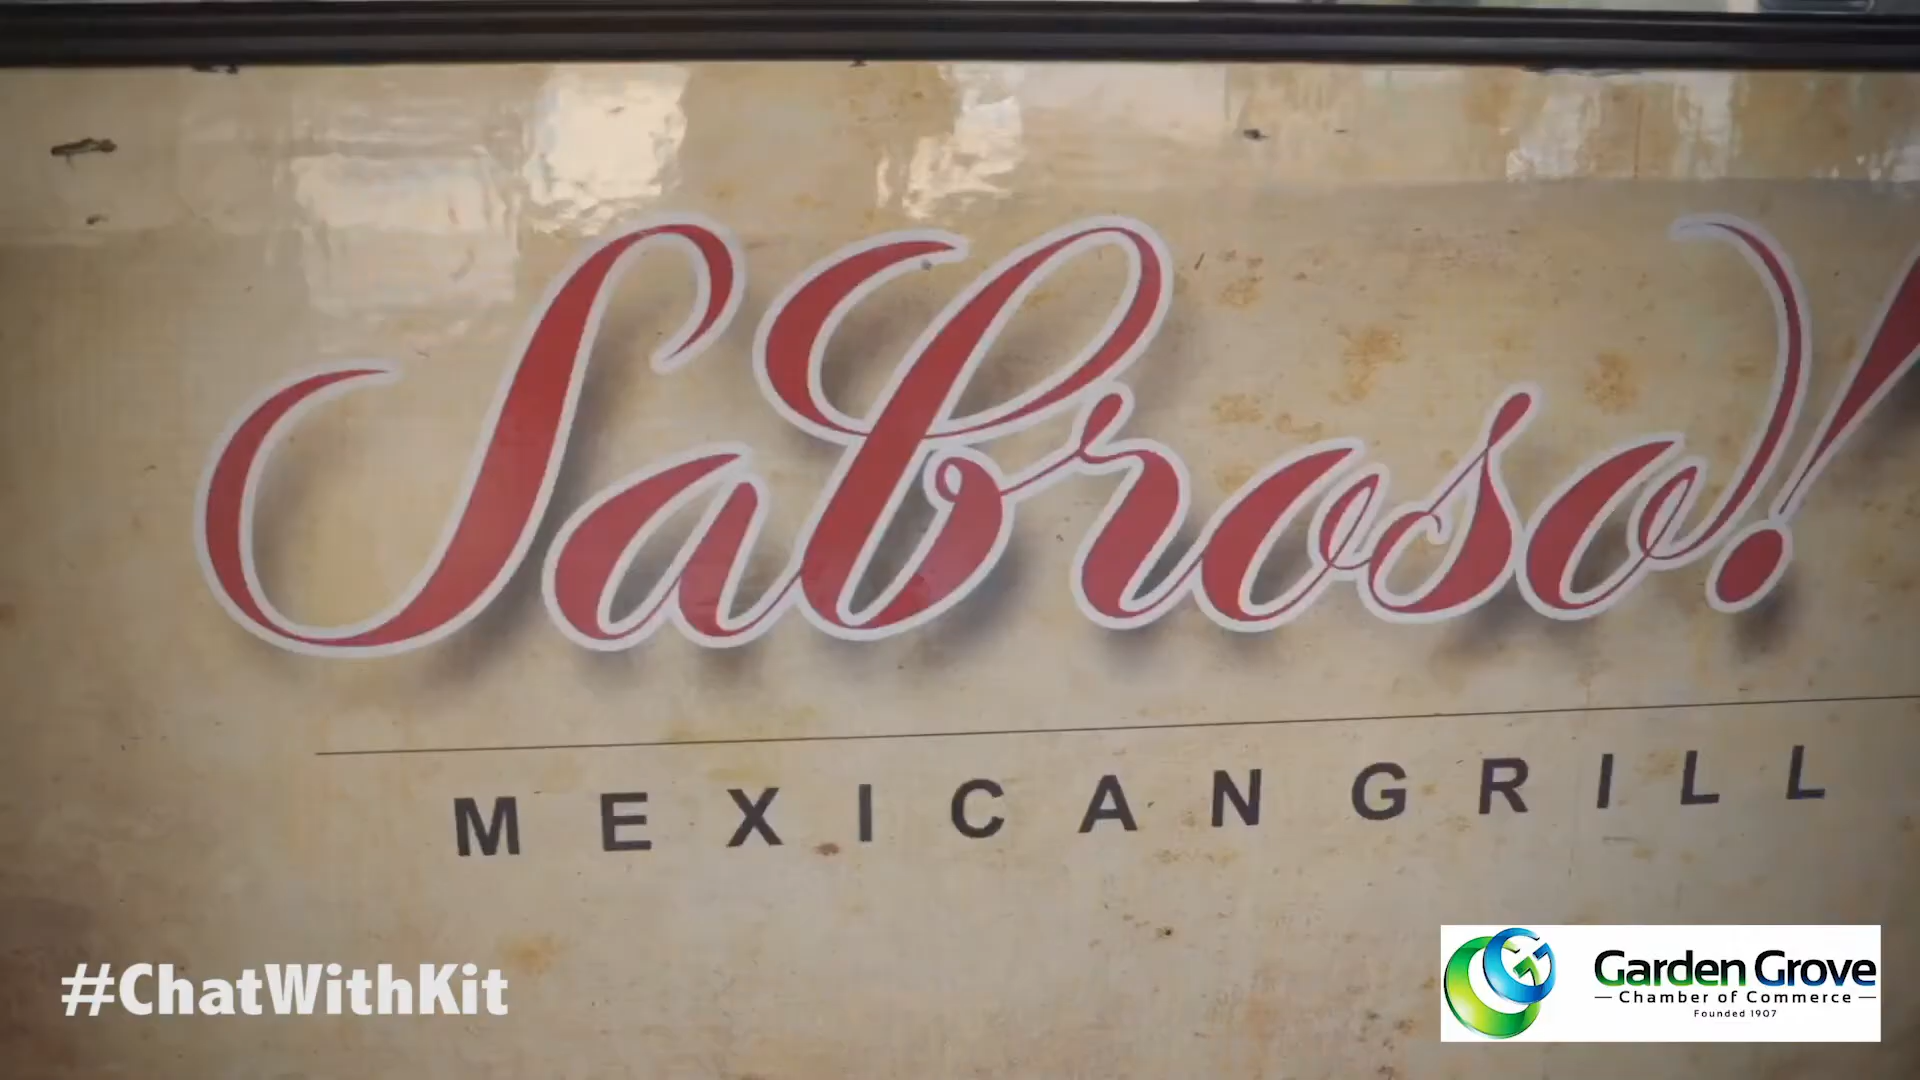 Sabroso!
MEXICAN GRILL
#ChatWithKit
Garden Grove
Chamber of Commerce
Founded 1907